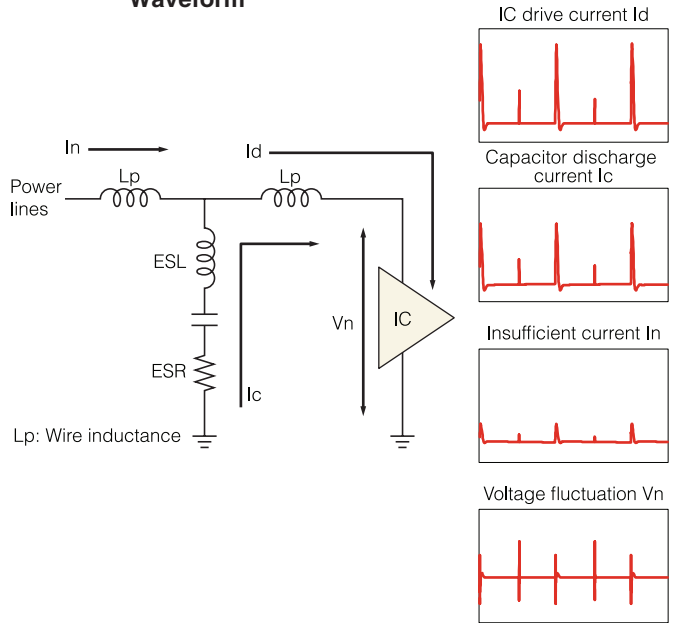 Waveform
In
Id
Lp
Lp
Power
lines
ESL
ESR
Ic
Vn
IC
Lp: Wire inductance
IC drive current Id
Capacitor discharge
current Ic
Insufficient current In
Voltage fluctuation Vn